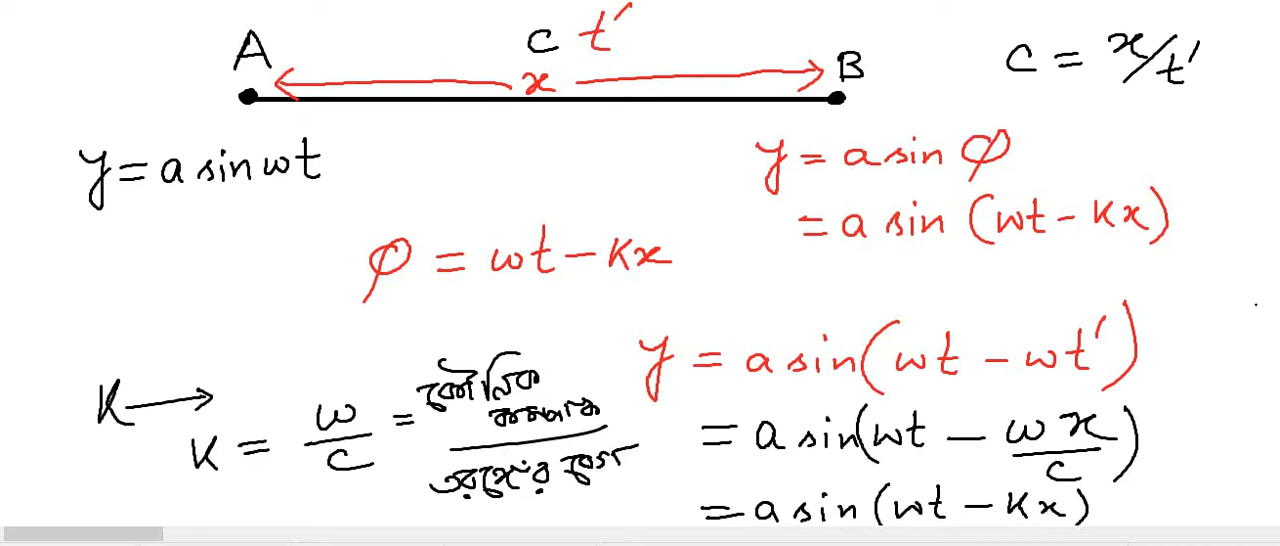 A c t' B c = x/t'
x
y = a sin ωt
y = a sin φ
= a sin (ωt - Kx)
φ = ωt - Kx
y = a sin(ωt - ωt')
K → K = ω/c = কৌনিক কম্পাংক / তরঙ্গের বেগ
= a sin(ωt - ωx/c)
= a sin(ωt - Kx)